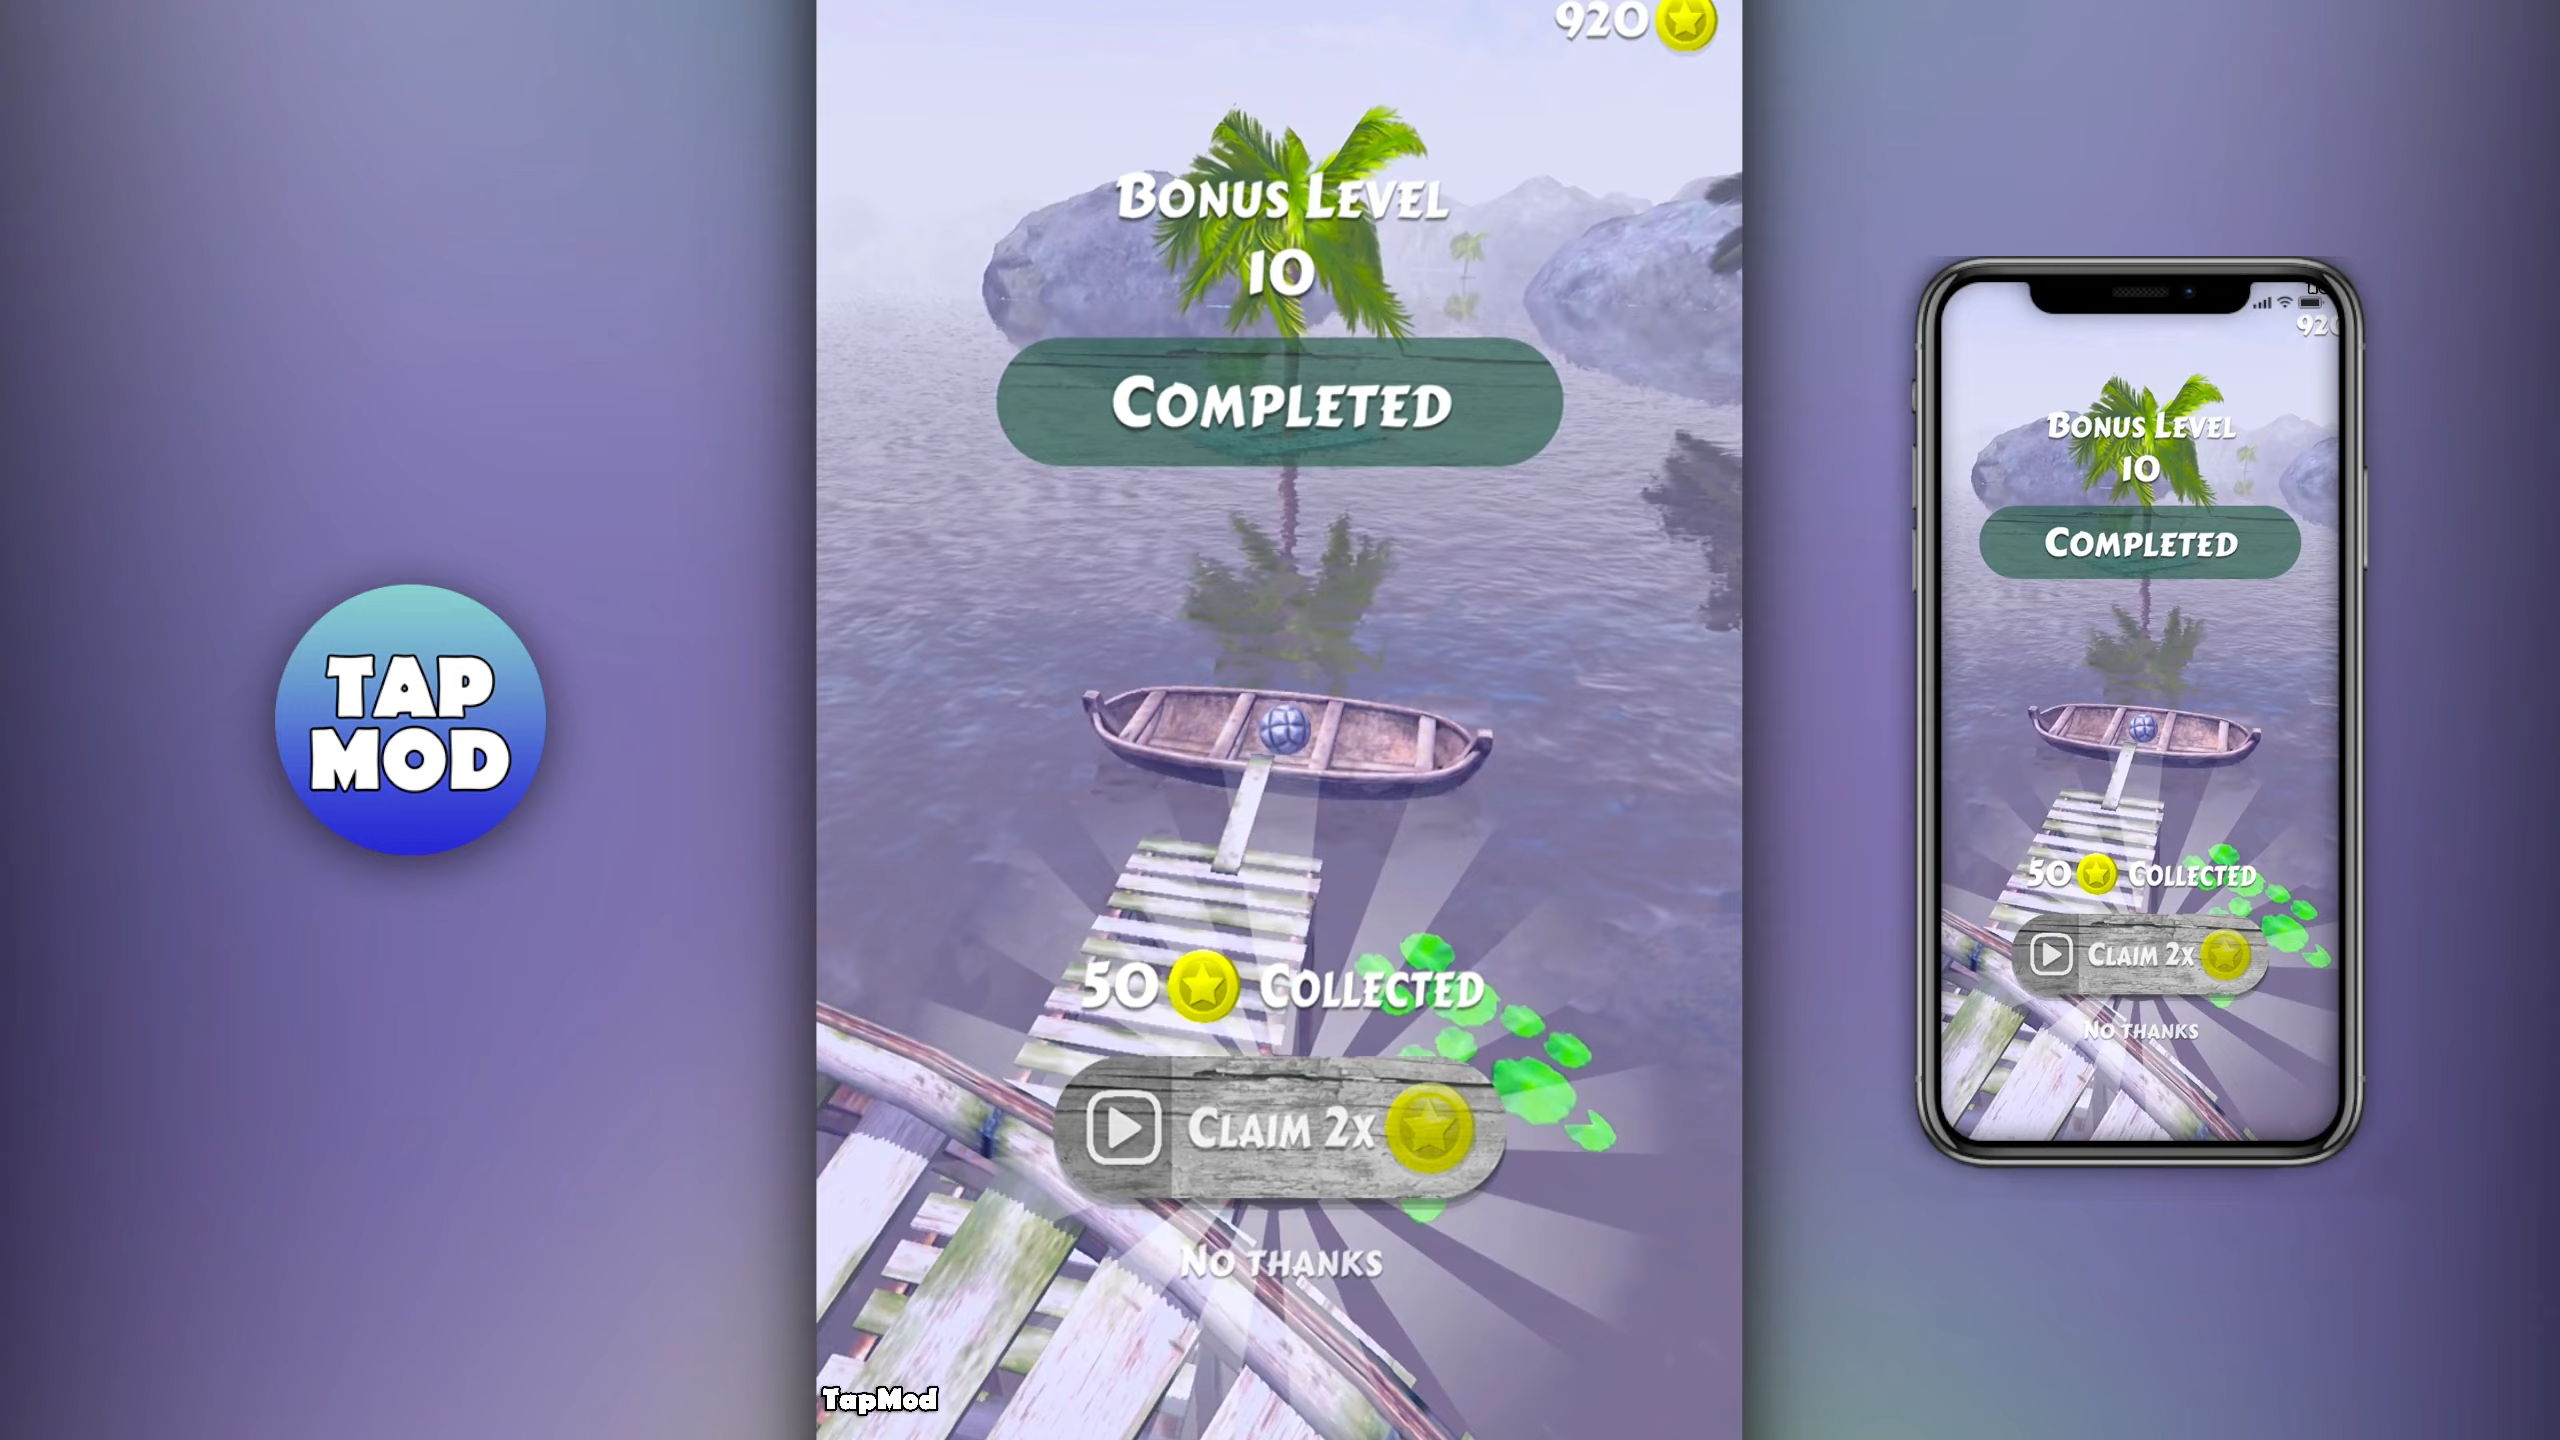 TAP
MOD
920
BONUS LEVEL
10
COMPLETED
50 COLLECTED
CLAIM 2X
NO THANKS
TapMod
920
BONUS LEVEL
10
COMPLETED
50 COLLECTED
CLAIM 2X
NO THANKS